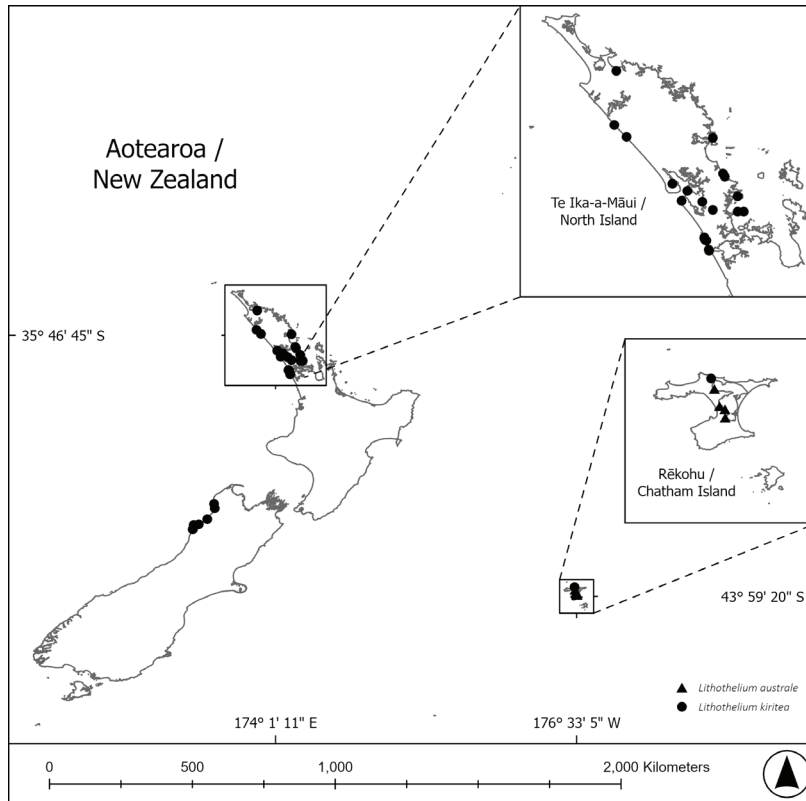 Aotearoa /
New Zealand
Te Ika-a-Māui /
North Island
35° 46' 45" S
Rēkohu /
Chatham Island
43° 59' 20" S
Lithothelium australe
Lithothelium kiritea
174° 1' 11" E
176° 33' 5" W
0 500 1,000 2,000 Kilometers